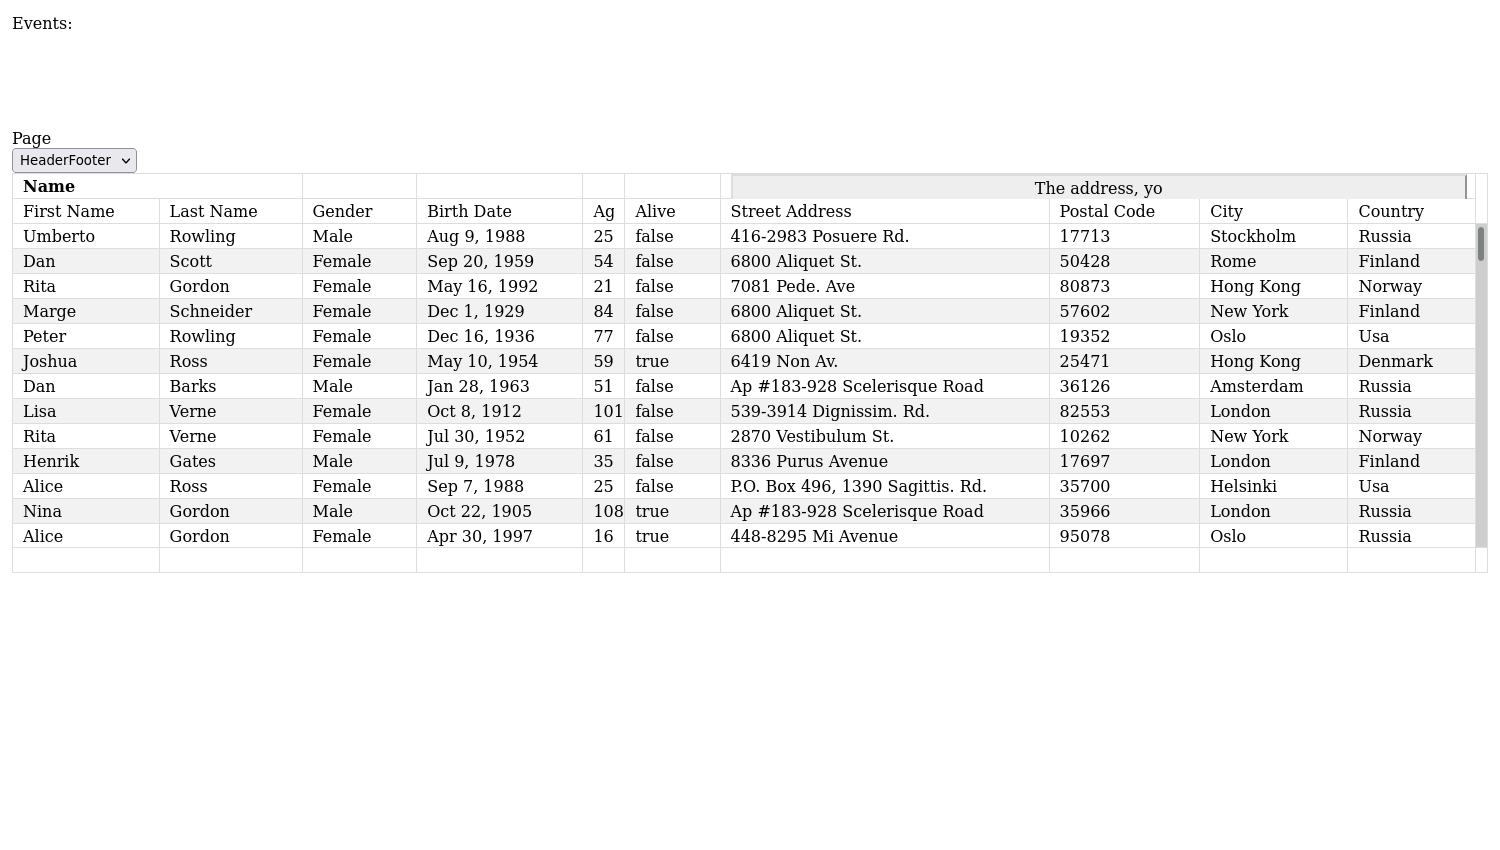 Events:
Page
HeaderFooter
Name The address, yo
First Name Last Name Gender Birth Date Ag Alive Street Address Postal Code City Country
Umberto Rowling Male Aug 9, 1988 25 false 416-2983 Posuere Rd. 17713 Stockholm Russia
Dan Scott Female Sep 20, 1959 54 false 6800 Aliquet St. 50428 Rome Finland
Rita Gordon Female May 16, 1992 21 false 7081 Pede. Ave 80873 Hong Kong Norway
Marge Schneider Female Dec 1, 1929 84 false 6800 Aliquet St. 57602 New York Finland
Peter Rowling Female Dec 16, 1936 77 false 6800 Aliquet St. 19352 Oslo Usa
Joshua Ross Female May 10, 1954 59 true 6419 Non Av. 25471 Hong Kong Denmark
Dan Barks Male Jan 28, 1963 51 false Ap #183-928 Scelerisque Road 36126 Amsterdam Russia
Lisa Verne Female Oct 8, 1912 101 false 539-3914 Dignissim. Rd. 82553 London Russia
Rita Verne Female Jul 30, 1952 61 false 2870 Vestibulum St. 10262 New York Norway
Henrik Gates Male Jul 9, 1978 35 false 8336 Purus Avenue 17697 London Finland
Alice Ross Female Sep 7, 1988 25 false P.O. Box 496, 1390 Sagittis. Rd. 35700 Helsinki Usa
Nina Gordon Male Oct 22, 1905 108 true Ap #183-928 Scelerisque Road 35966 London Russia
Alice Gordon Female Apr 30, 1997 16 true 448-8295 Mi Avenue 95078 Oslo Russia